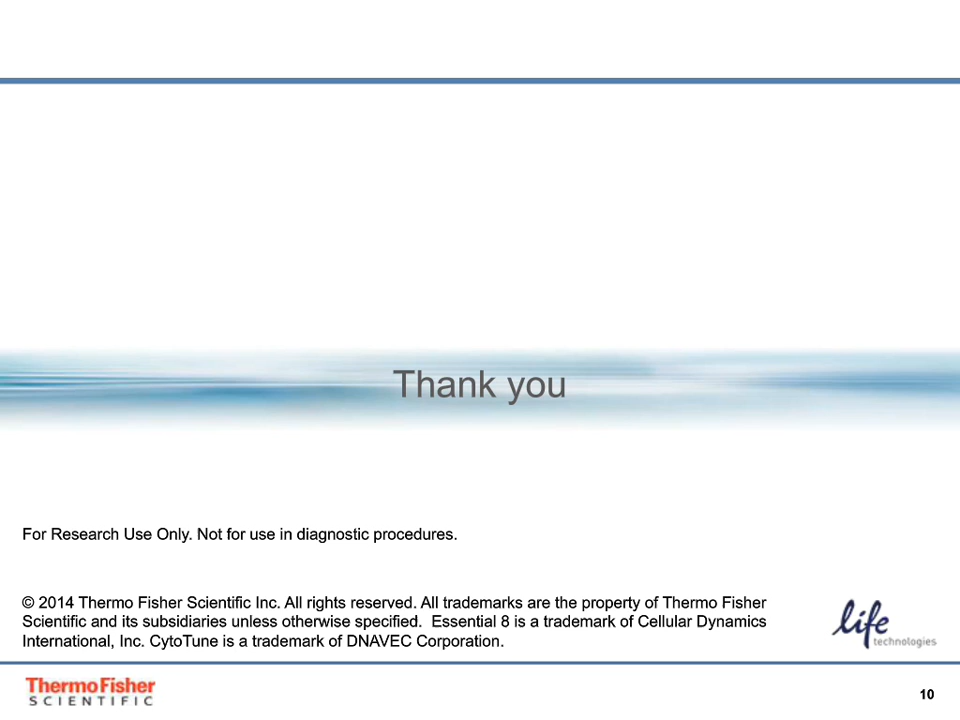 Thank you
For Research Use Only. Not for use in diagnostic procedures.
© 2014 Thermo Fisher Scientific Inc. All rights reserved. All trademarks are the property of Thermo Fisher
Scientific and its subsidiaries unless otherwise specified.  Essential 8 is a trademark of Cellular Dynamics
International, Inc. CytoTune is a trademark of DNAVEC Corporation.
life
technologies
ThermoFisher
SCIENTIFIC
10